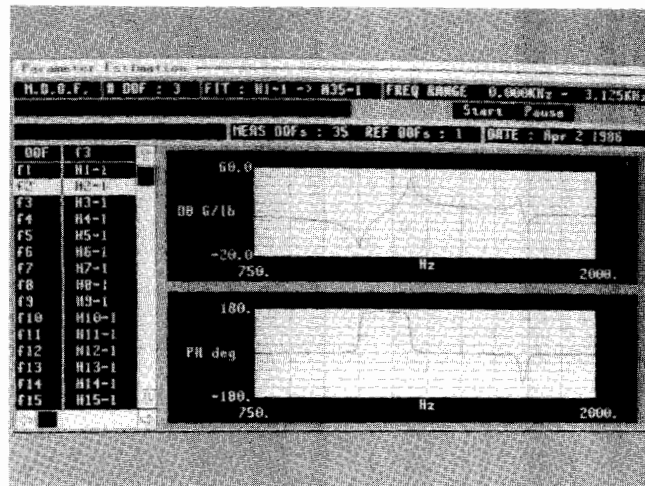 Parameter Estimation
M.D.O.F. # DOF : 3 FIT : H1-1 -> H35-1 FREQ RANGE 0.000KHz - 3.125KHz
Start Pause
MEAS DOFs : 35 REF DOFs : 1 DATE : Apr 2 1986
DOF f3
f1 H1-1
f2 H2-1
f3 H3-1
f4 H4-1
f5 H5-1
f6 H6-1
f7 H7-1
f8 H8-1
f9 H9-1
f10 H10-1
f11 H11-1
f12 H12-1
f13 H13-1
f14 H14-1
f15 H15-1
60.0
DB G/lb
-20.0
750. Hz 2000.
180.
PH deg
-180.
750. Hz 2000.